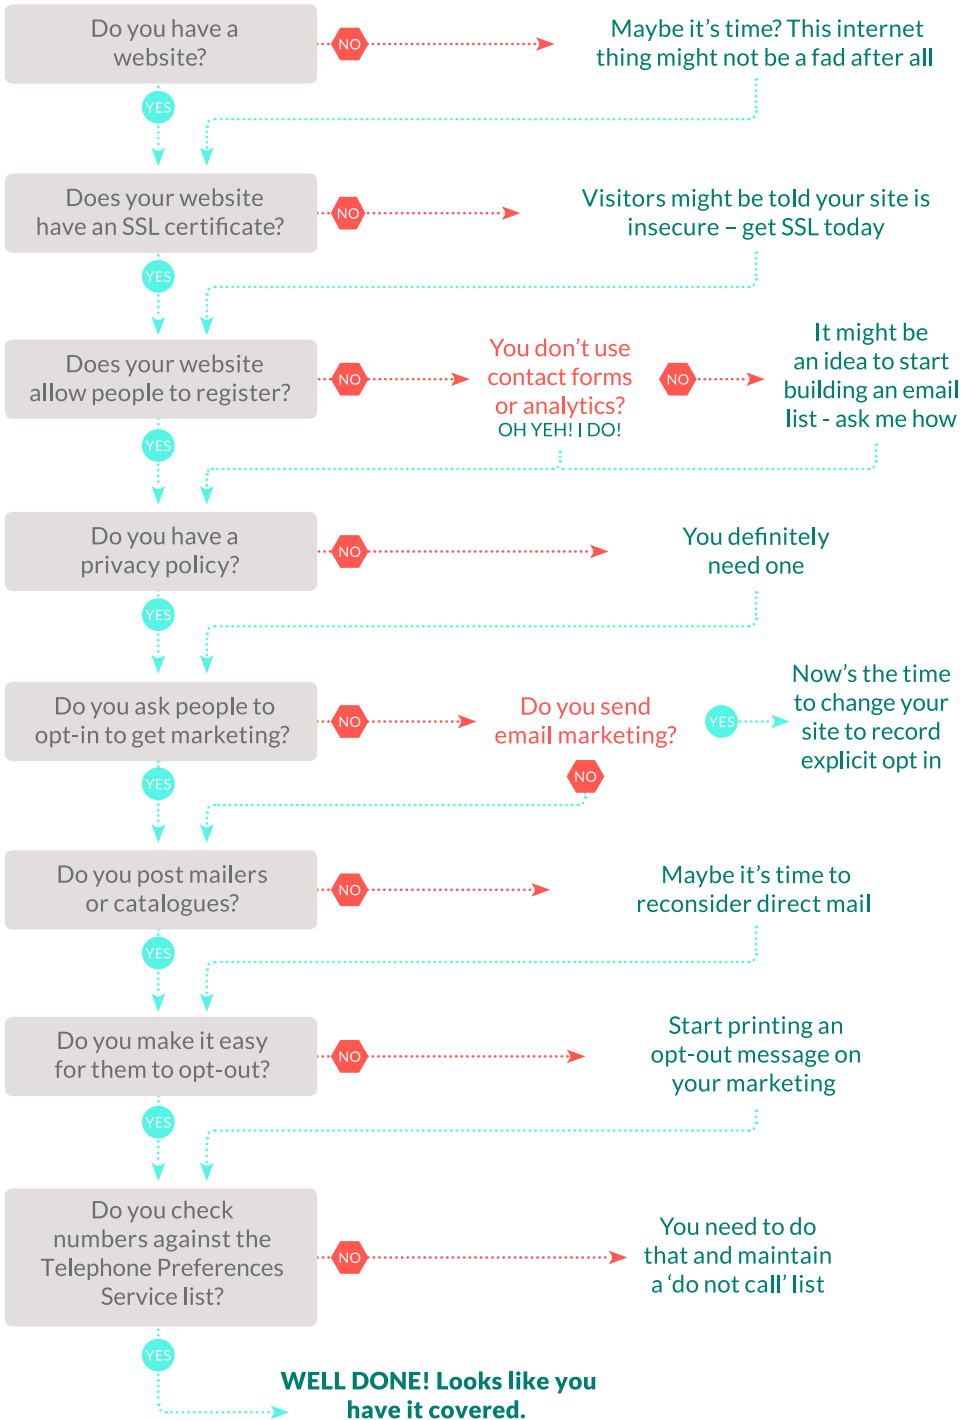 Do you have a
website?
NO
Maybe it’s time? This internet
thing might not be a fad after all
YES
Does your website
have an SSL certificate?
NO
Visitors might be told your site is
insecure – get SSL today
YES
Does your website
allow people to register?
NO
You don’t use
contact forms
or analytics?
OH YEH! I DO!
NO
It might be
an idea to start
building an email
list - ask me how
YES
Do you have a
privacy policy?
NO
You definitely
need one
YES
Do you ask people to
opt-in to get marketing?
NO
Do you send
email marketing?
YES
Now’s the time
to change your
site to record
explicit opt in
NO
YES
Do you post mailers
or catalogues?
NO
Maybe it’s time to
reconsider direct mail
YES
Do you make it easy
for them to opt-out?
NO
Start printing an
opt-out message on
your marketing
YES
Do you check
numbers against the
Telephone Preferences
Service list?
NO
You need to do
that and maintain
a ‘do not call’ list
YES
WELL DONE! Looks like you
have it covered.